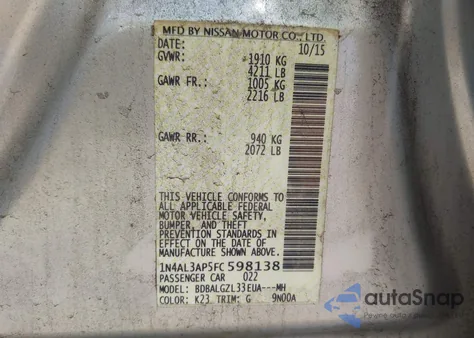 MFD BY NISSAN MOTOR CO., LTD.
DATE: 10/15
GVWR: 1910 KG
4211 LB
GAWR FR.: 1005 KG
2216 LB
GAWR RR.: 940 KG
2072 LB
THIS VEHICLE CONFORMS TO
ALL APPLICABLE FEDERAL
MOTOR VEHICLE SAFETY,
BUMPER, AND THEFT
PREVENTION STANDARDS IN
EFFECT ON THE DATE OF
MANUFACTURE SHOWN ABOVE.
1N4AL3AP5FC598138
PASSENGER CAR 022
MODEL: BDBALGZL33EUA---MH
COLOR: K23 TRIM: G 9N00A
autoSnap